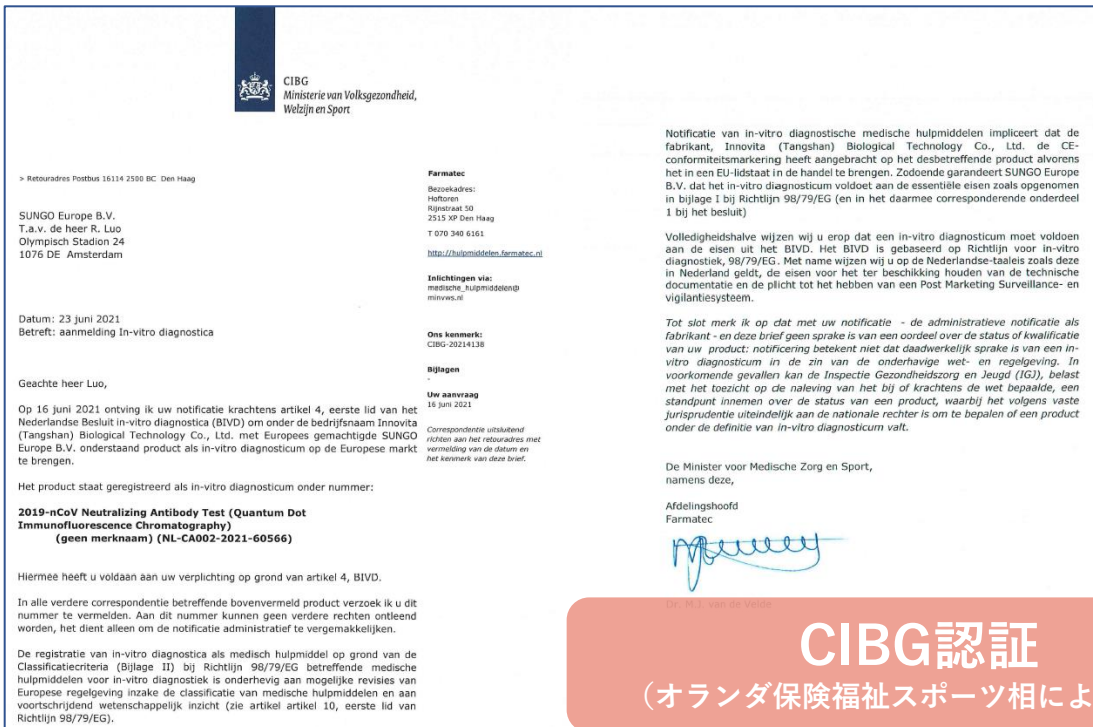 CIBG
Ministerie van Volksgezondheid,
Welzijn en Sport
> Retouradres Postbus 16114 2500 BC Den Haag
SUNGO Europe B.V.
T.a.v. de heer R. Luo
Olympisch Stadion 24
1076 DE Amsterdam
Datum: 23 juni 2021
Betreft: aanmelding In-vitro diagnostica
Farmatec
Bezoekadres:
Hoftoren
Rijnstraat 50
2515 XP Den Haag
T 070 340 6161
http://hulpmiddelen.farmatec.nl
Inlichtingen via:
medische_hulpmiddelen@
minvws.nl
Ons kenmerk:
CIBG-20214138
Bijlagen
-
Uw aanvraag
16 juni 2021
Correspondentie uitsluitend
richten aan het retouradres met
vermelding van de datum en
het kenmerk van deze brief.
Geachte heer Luo,
Op 16 juni 2021 ontving ik uw notificatie krachtens artikel 4, eerste lid van het
Nederlandse Besluit in-vitro diagnostica (BIVD) om onder de bedrijfsnaam Innovita
(Tangshan) Biological Technology Co., Ltd. met Europees gemachtigde SUNGO
Europe B.V. onderstaand product als in-vitro diagnosticum op de Europese markt
te brengen.
Het product staat geregistreerd als in-vitro diagnosticum onder nummer:
2019-nCoV Neutralizing Antibody Test (Quantum Dot
Immunofluorescence Chromatography)
(geen merknaam) (NL-CA002-2021-60566)
Hiermee heeft u voldaan aan uw verplichting op grond van artikel 4, BIVD.
In alle verdere correspondentie betreffende bovenvermeld product verzoek ik u dit
nummer te vermelden. Aan dit nummer kunnen geen verdere rechten ontleend
worden, het dient alleen om de notificatie administratief te vergemakkelijken.
De registratie van in-vitro diagnostica als medisch hulpmiddel op grond van de
Classificatiecriteria (Bijlage II) bij Richtlijn 98/79/EG betreffende medische
hulpmiddelen voor in-vitro diagnostiek is onderhevig aan mogelijke revisies van
Europese regelgeving inzake de classificatie van medische hulpmiddelen en aan
voortschrijdend wetenschappelijk inzicht (zie artikel artikel 10, eerste lid van
Richtlijn 98/79/EG).
Notificatie van in-vitro diagnostische medische hulpmiddelen impliceert dat de
fabrikant, Innovita (Tangshan) Biological Technology Co., Ltd. de CE-
conformiteitsmarkering heeft aangebracht op het desbetreffende product alvorens
het in een EU-lidstaat in de handel te brengen. Zodoende garandeert SUNGO Europe
B.V. dat het in-vitro diagnosticum voldoet aan de essentiële eisen zoals opgenomen
in bijlage I bij Richtlijn 98/79/EG (en in het daarmee corresponderende onderdeel
1 bij het besluit)
Volledigheidshalve wijzen wij u erop dat een in-vitro diagnosticum moet voldoen
aan de eisen uit het BIVD. Het BIVD is gebaseerd op Richtlijn voor in-vitro
diagnostiek, 98/79/EG. Met name wijzen wij u op de Nederlandse-taaleis zoals deze
in Nederland geldt, de eisen voor het ter beschikking houden van de technische
documentatie en de plicht tot het hebben van een Post Marketing Surveillance- en
vigilantiesysteem.
Tot slot merk ik op dat met uw notificatie - de administratieve notificatie als
fabrikant - en deze brief geen sprake is van een oordeel over de status of kwalificatie
van uw product: notificering betekent niet dat daadwerkelijk sprake is van een in-
vitro diagnosticum in de zin van de onderhavige wet- en regelgeving. In
voorkomende gevallen kan de Inspectie Gezondheidszorg en Jeugd (IGJ), belast
met het toezicht op de naleving van het bij of krachtens de wet bepaalde, een
standpunt innemen over de status van een product, waarbij het volgens vaste
jurisprudentie uiteindelijk aan de nationale rechter is om te bepalen of een product
onder de definitie van in-vitro diagnosticum valt.
De Minister voor Medische Zorg en Sport,
namens deze,
Afdelingshoofd
Farmatec
Dr. M.J. van de Velde
CIBG認証
(オランダ保険福祉スポーツ相によ